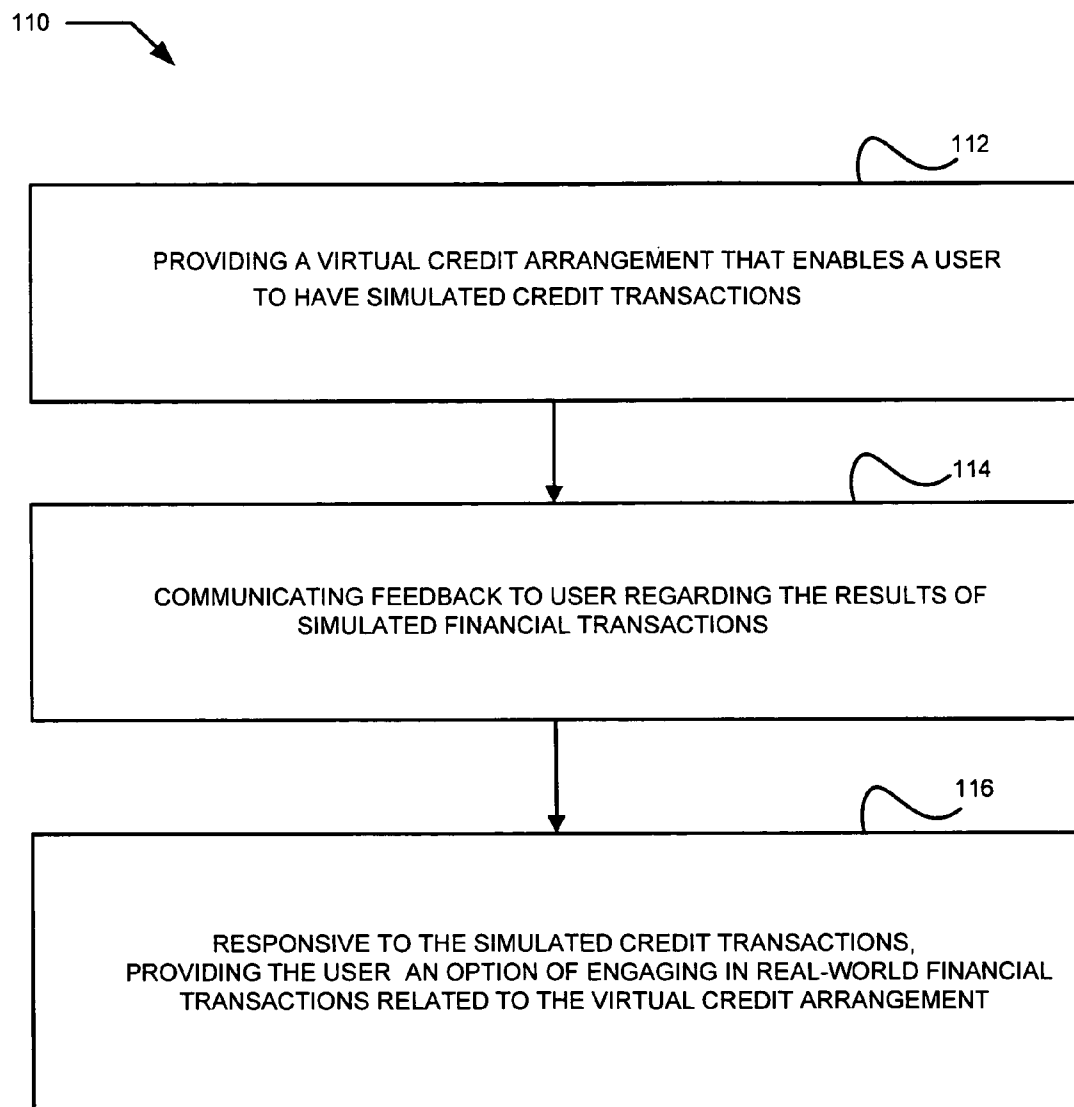 110
112
PROVIDING A VIRTUAL CREDIT ARRANGEMENT THAT ENABLES A USER
TO HAVE SIMULATED CREDIT TRANSACTIONS
114
COMMUNICATING FEEDBACK TO USER REGARDING THE RESULTS OF
SIMULATED FINANCIAL TRANSACTIONS
116
RESPONSIVE TO THE SIMULATED CREDIT TRANSACTIONS,
PROVIDING THE USER AN OPTION OF ENGAGING IN REAL-WORLD FINANCIAL
TRANSACTIONS RELATED TO THE VIRTUAL CREDIT ARRANGEMENT